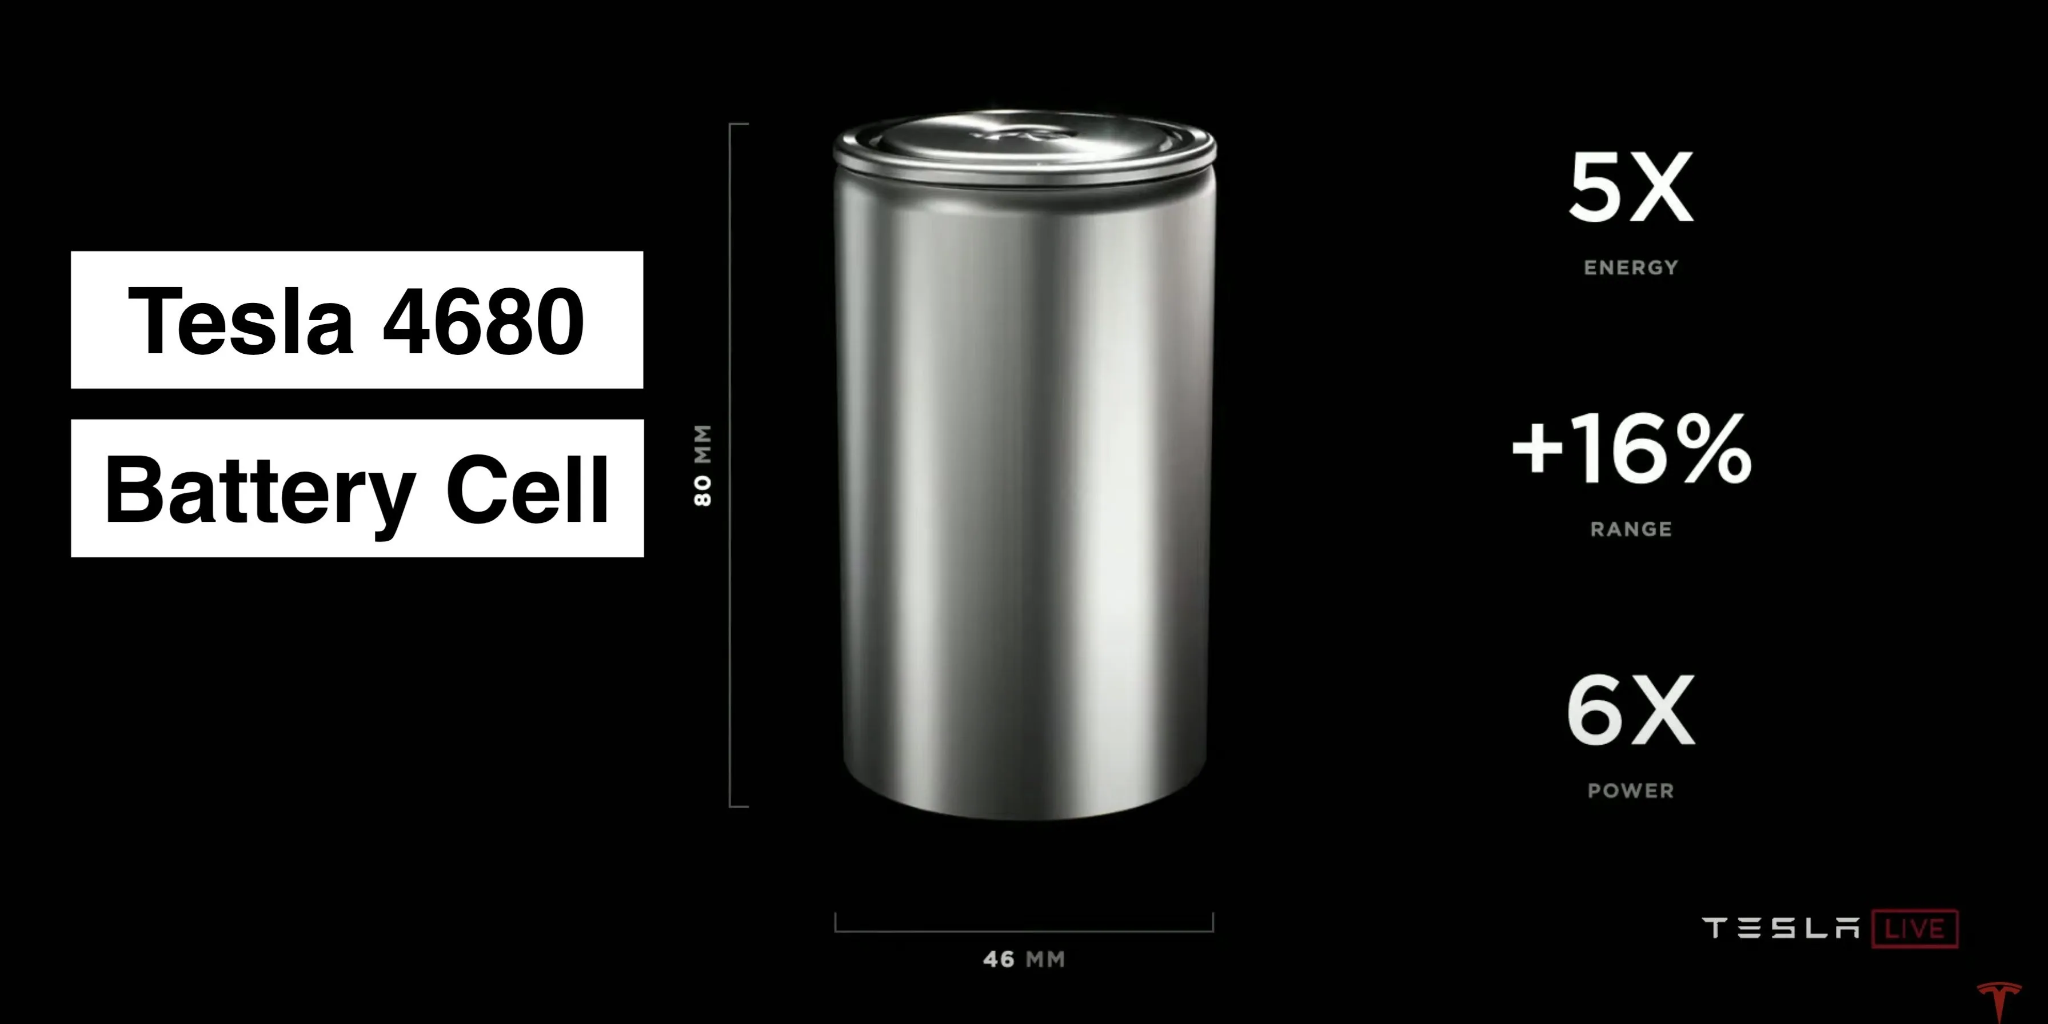 Tesla 4680
Battery Cell
80 MM
46 MM
5X
ENERGY
+16%
RANGE
6X
POWER
TESLA LIVE